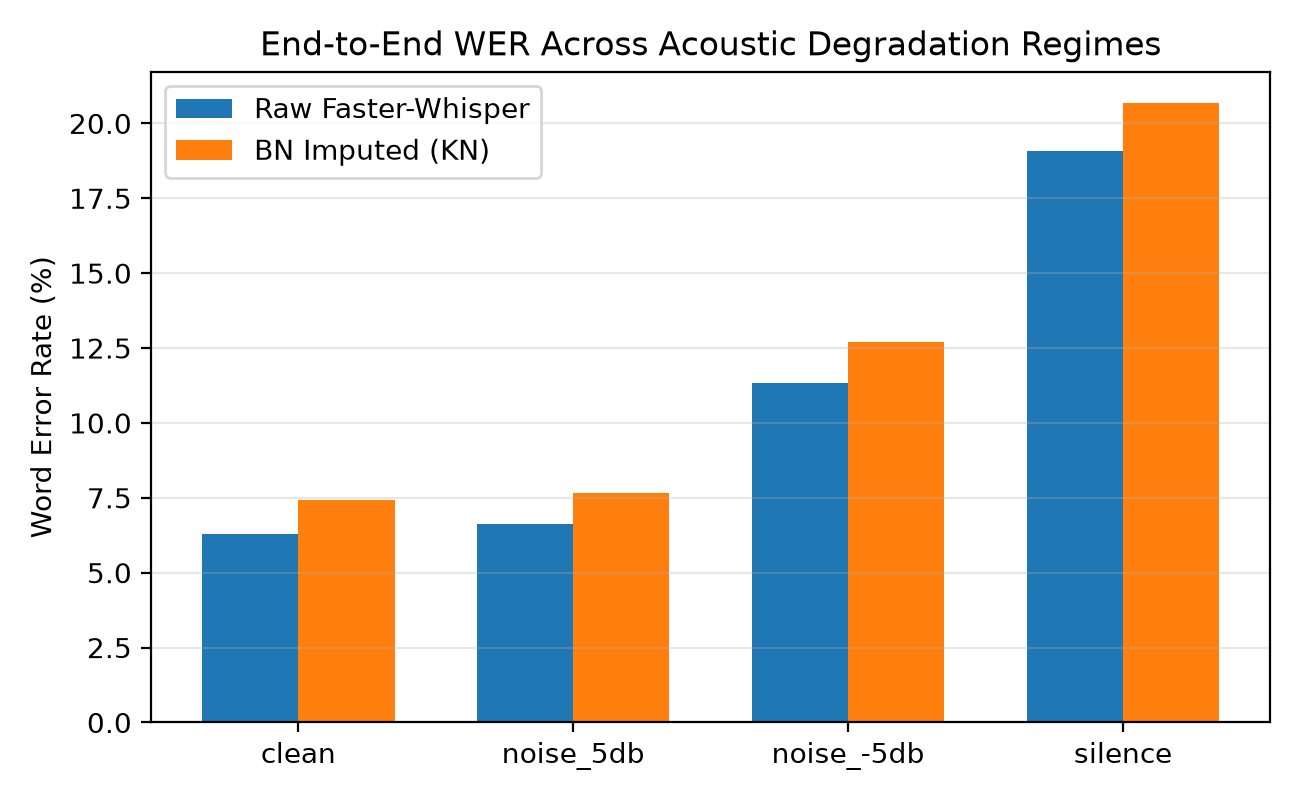 End-to-End WER Across Acoustic Degradation Regimes
Raw Faster-Whisper
BN Imputed (KN)
Word Error Rate (%)
20.0
17.5
15.0
12.5
10.0
7.5
5.0
2.5
0.0
clean noise_5db noise_-5db silence